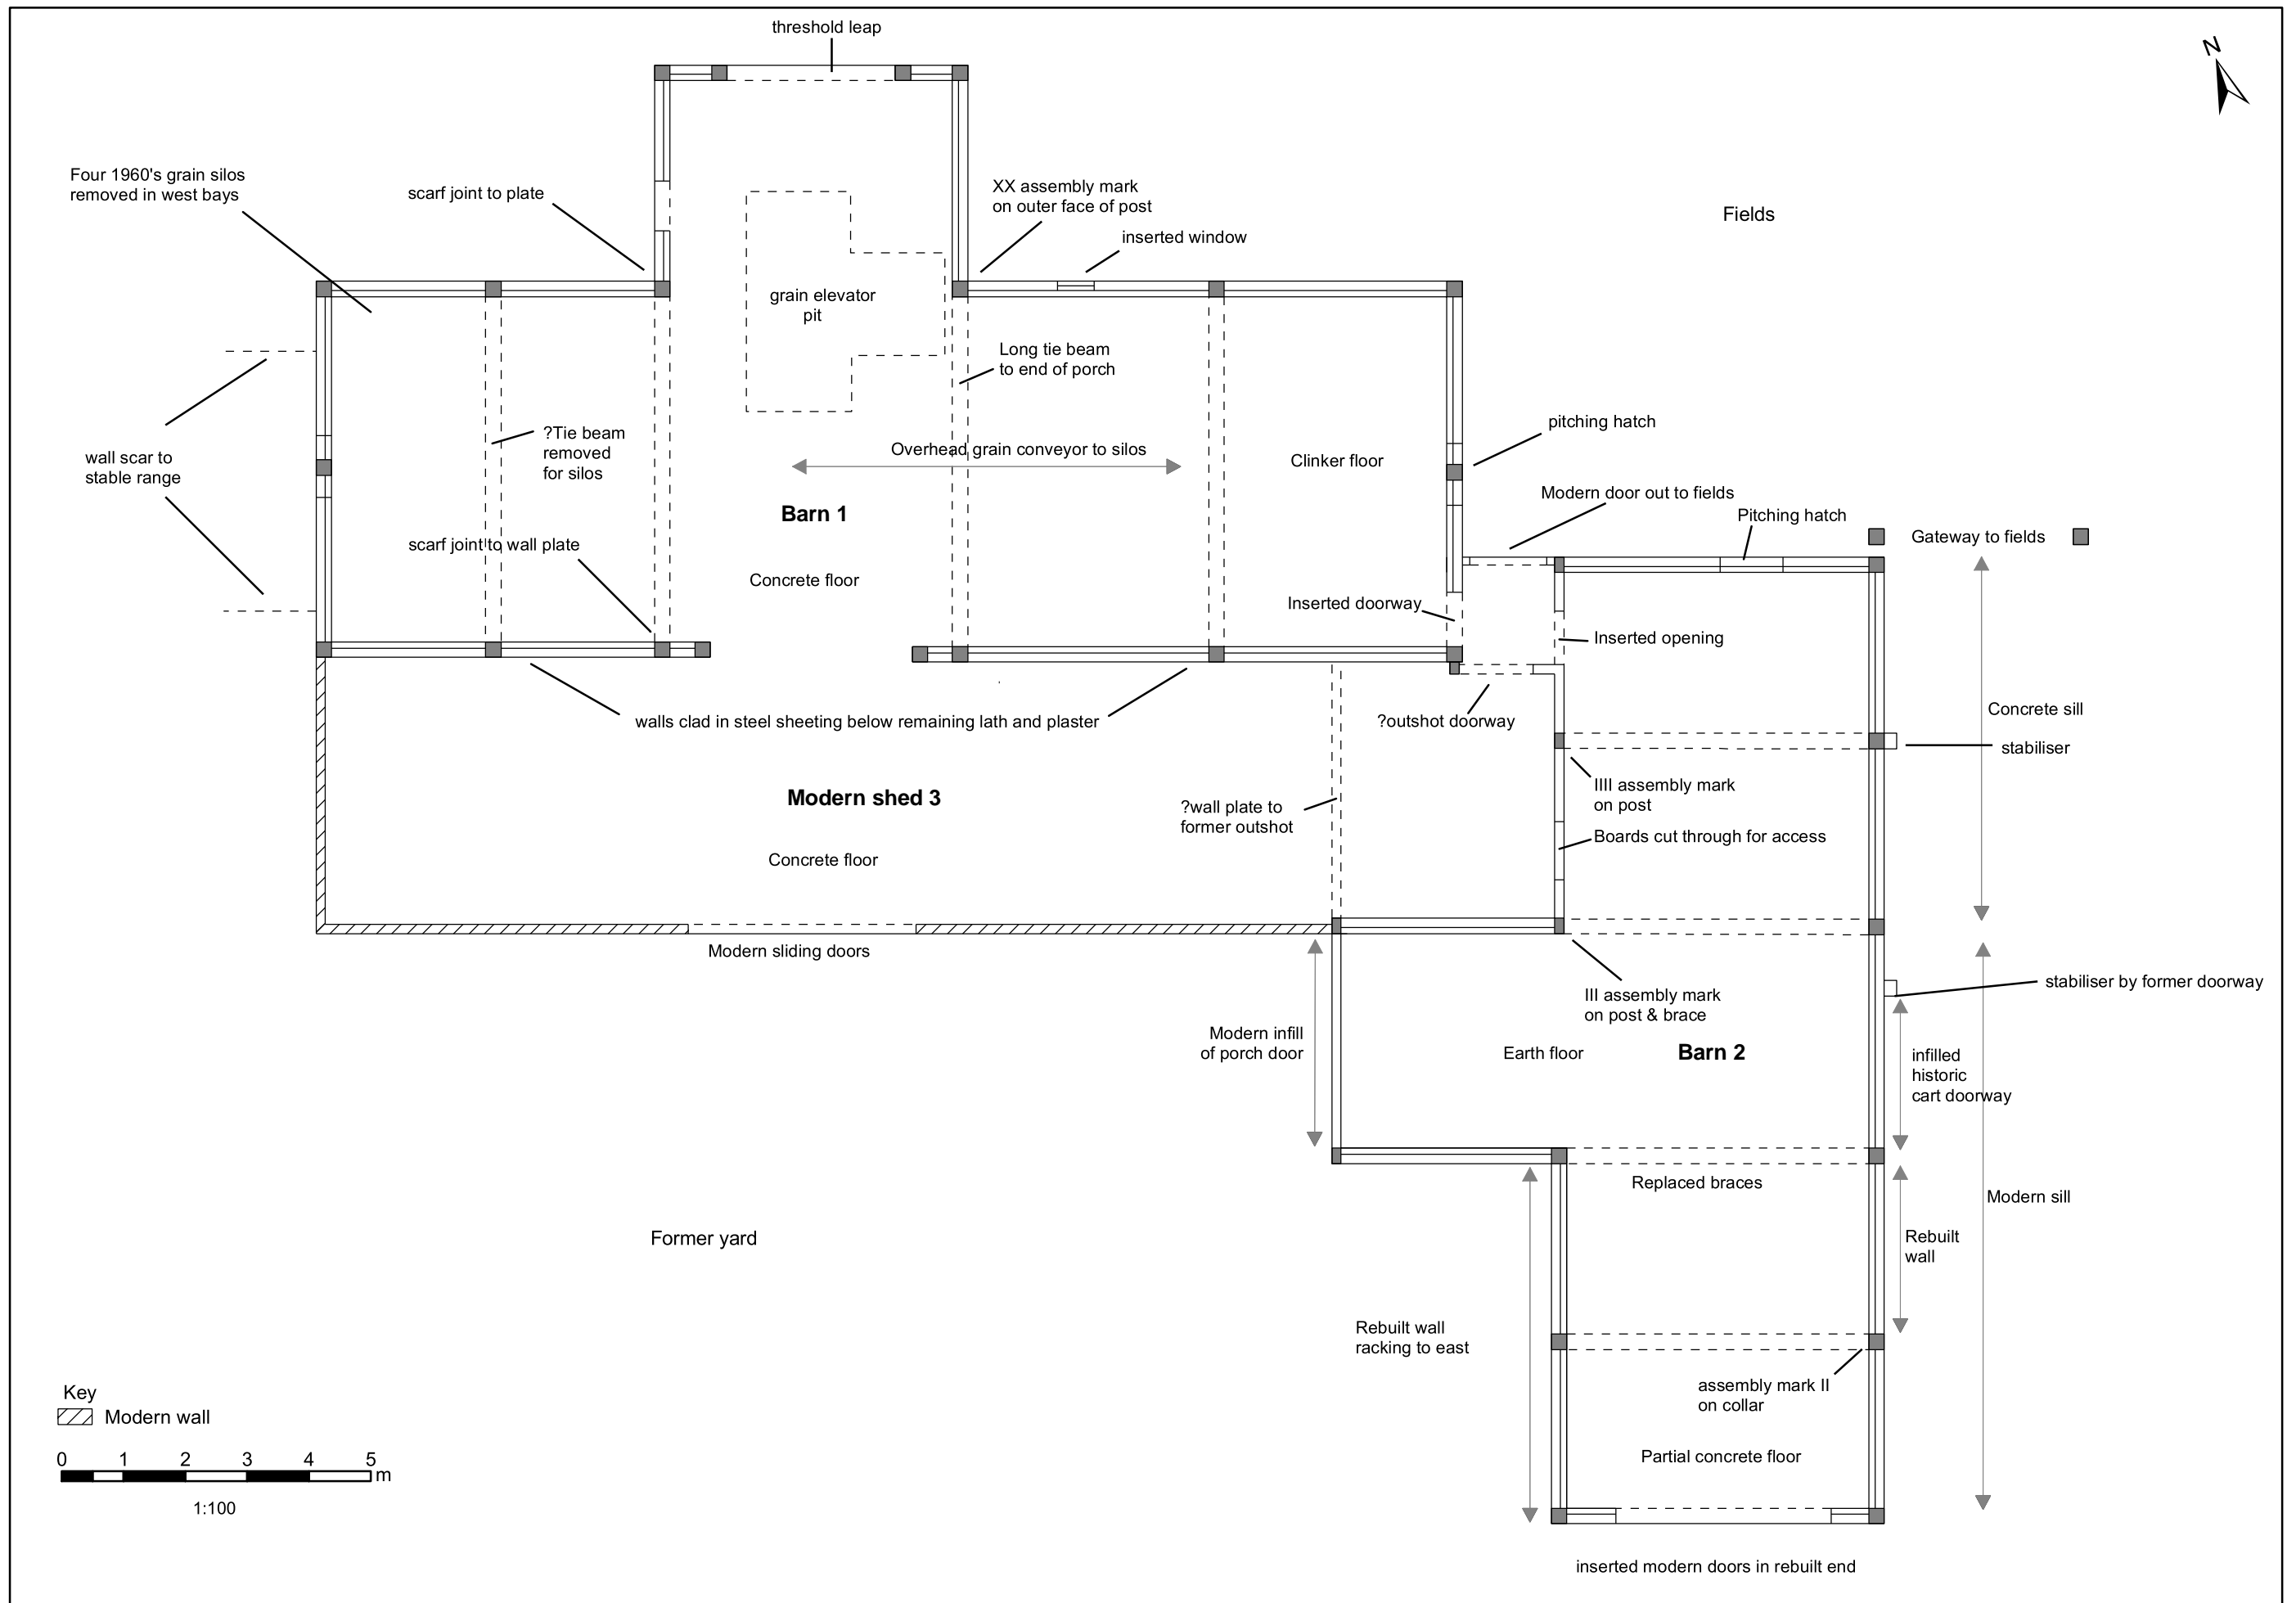 threshold leap
N
Four 1960's grain silos
removed in west bays
scarf joint to plate
XX assembly mark
on outer face of post
inserted window
Fields
grain elevator
pit
Long tie beam
to end of porch
?Tie beam
removed
for silos
Overhead grain conveyor to silos
Clinker floor
pitching hatch
wall scar to
stable range
Modern door out to fields
Pitching hatch
Gateway to fields
Barn 1
scarf joint to wall plate
Concrete floor
Inserted doorway
Inserted opening
walls clad in steel sheeting below remaining lath and plaster
?outshot doorway
Concrete sill
stabiliser
Modern shed 3
?wall plate to
former outshot
IIII assembly mark
on post
Boards cut through for access
Concrete floor
Modern sliding doors
III assembly mark
on post & brace
stabiliser by former doorway
Modern infill
of porch door
Earth floor
Barn 2
infilled
historic
cart doorway
Replaced braces
Modern sill
Former yard
Rebuilt
wall
Rebuilt wall
racking to east
assembly mark II
on collar
Key
Modern wall
Partial concrete floor
0 1 2 3 4 5
m
1:100
inserted modern doors in rebuilt end